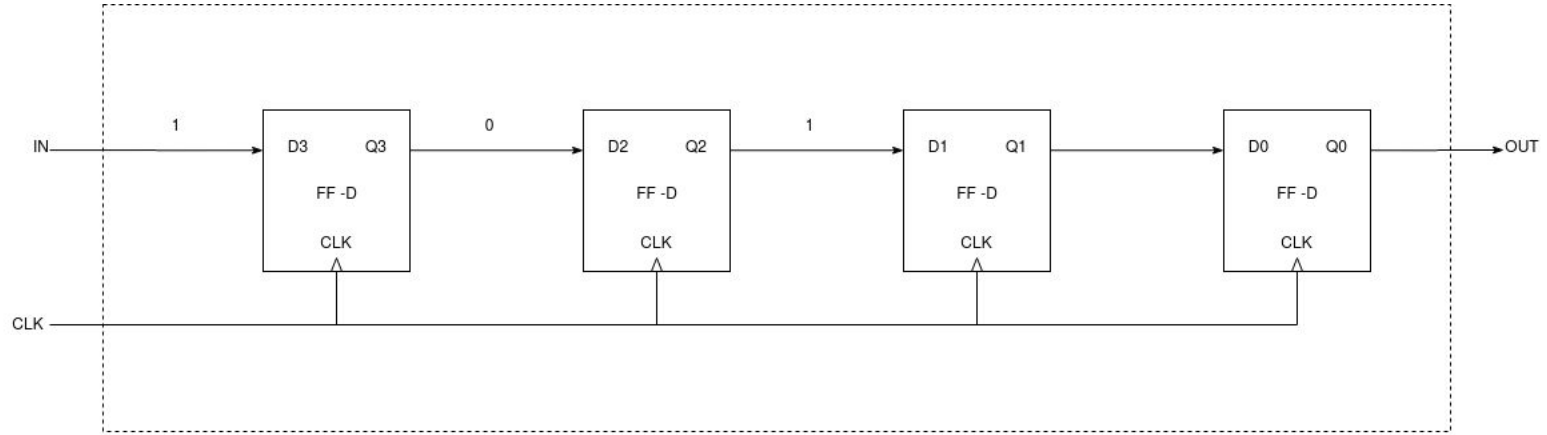 1 0 1
IN D3 Q3 D2 Q2 D1 Q1 D0 Q0 OUT
FF -D FF -D FF -D FF -D
CLK CLK CLK CLK
CLK